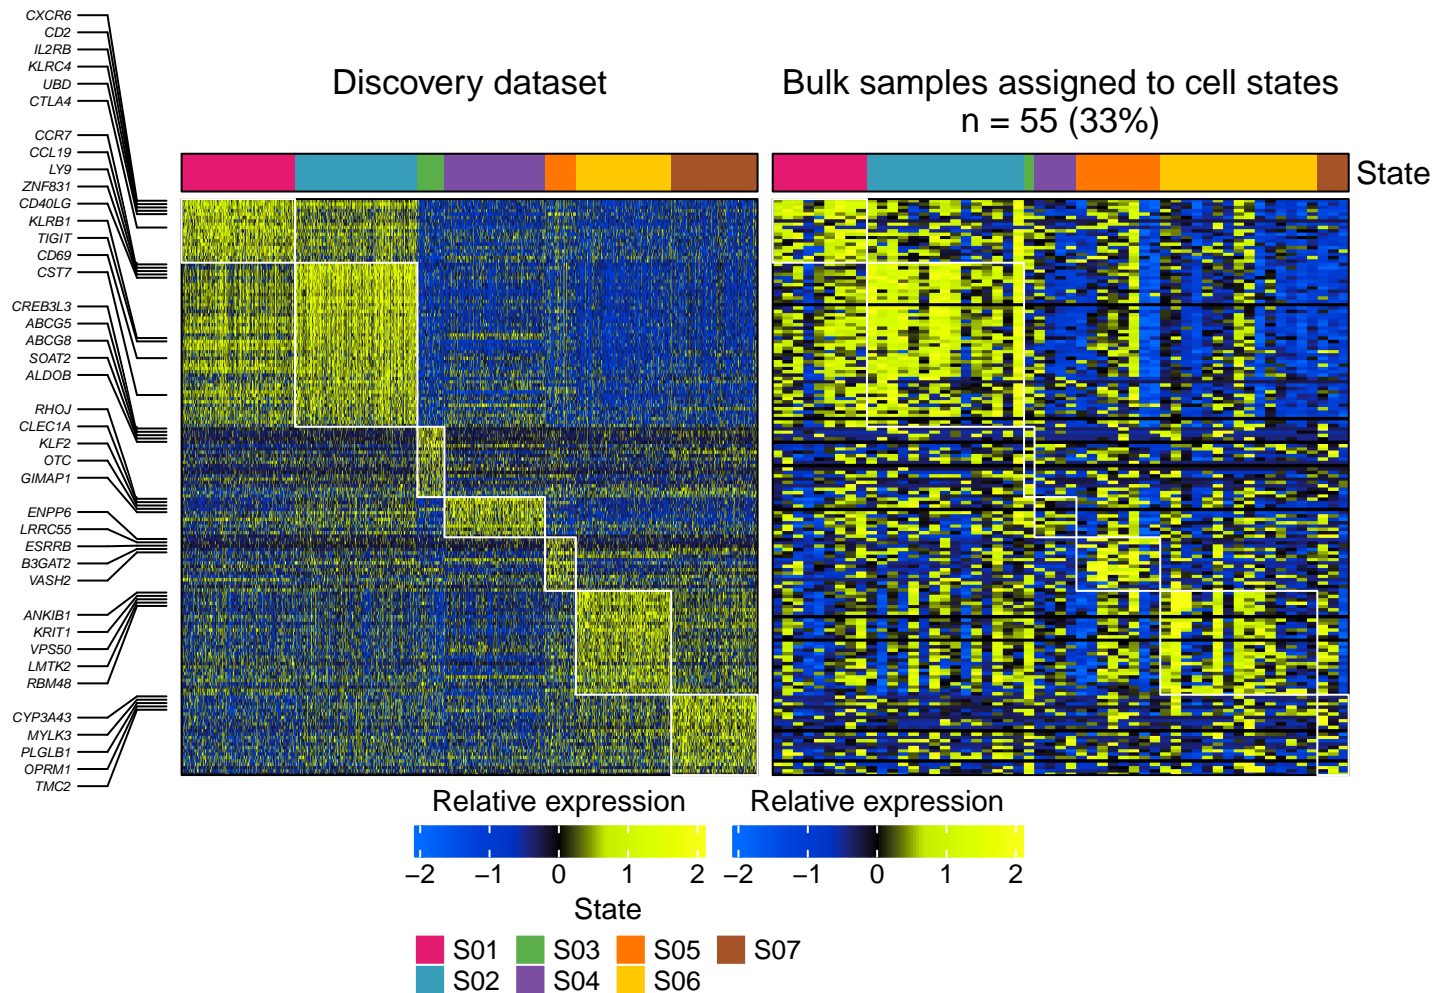 CXCR6
CD2
IL2RB
KLRC4
UBD
CTLA4
CCR7
CCL19
LY9
ZNF831
CD40LG
KLRB1
TIGIT
CD69
CST7
CREB3L3
ABCG5
ABCG8
SOAT2
ALDOB
RHOJ
CLEC1A
KLF2
OTC
GIMAP1
ENPP6
LRRC55
ESRRB
B3GAT2
VASH2
ANKIB1
KRIT1
VPS50
LMTK2
RBM48
CYP3A43
MYLK3
PLGLB1
OPRM1
TMC2
Discovery dataset
Bulk samples assigned to cell states
n = 55 (33%)
State
Relative expression
−2 −1 0 1 2
Relative expression
−2 −1 0 1 2
State
S01 S03 S05 S07
S02 S04 S06